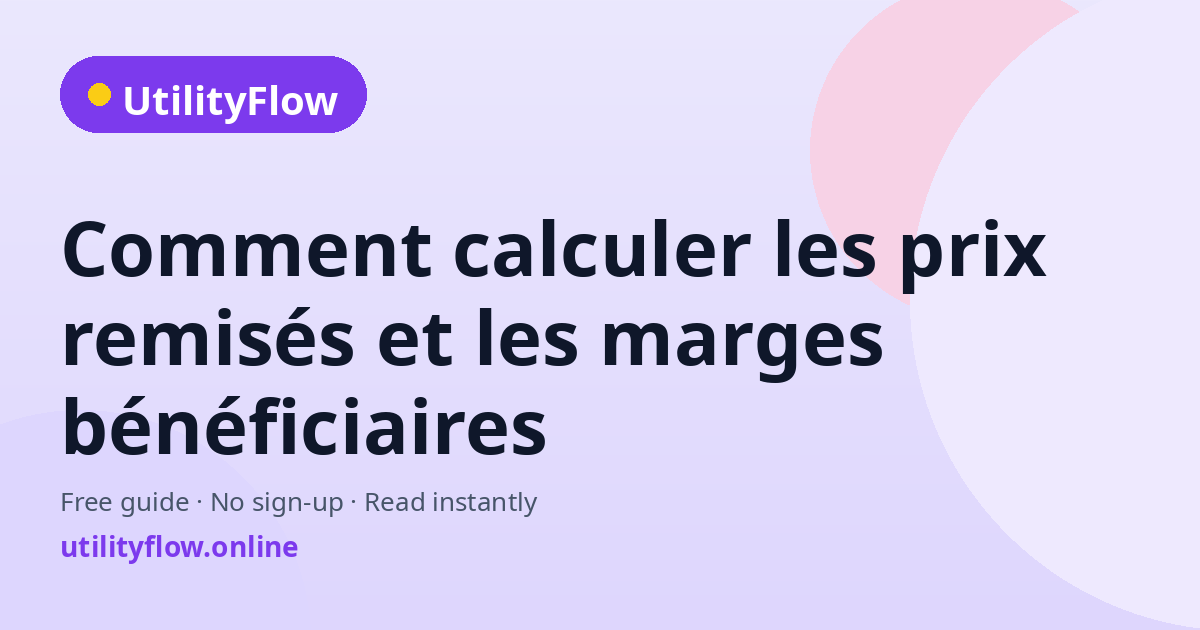 UtilityFlow
Comment calculer les prix
remisés et les marges
bénéficiaires
Free guide · No sign-up · Read instantly
utilityflow.online